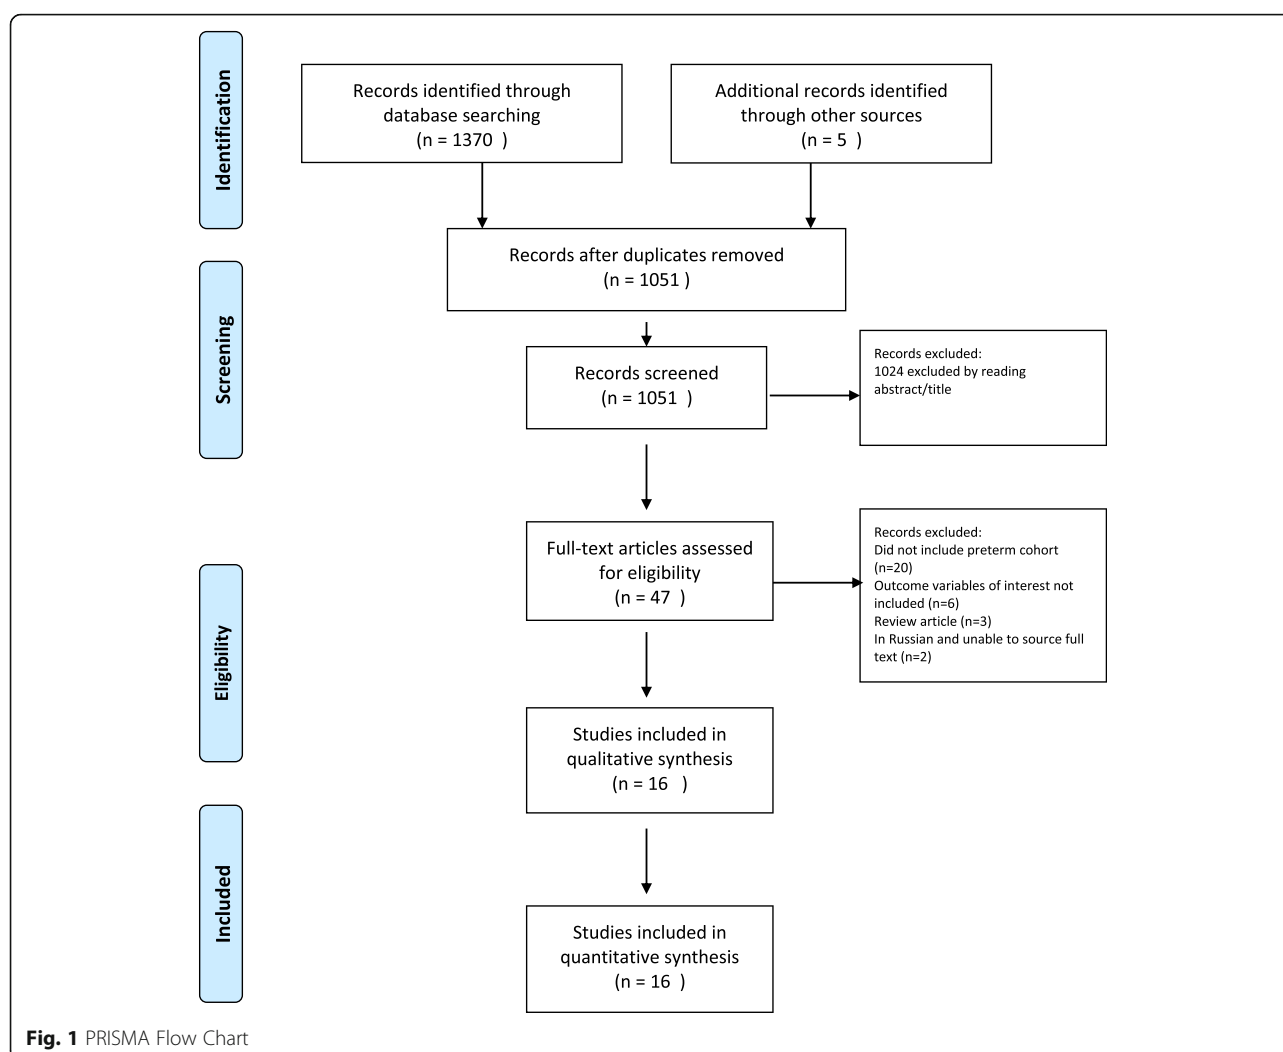 Identification
Records identified through
database searching
(n = 1370  )
Additional records identified
through other sources
(n = 5  )
Records after duplicates removed
(n = 1051 )
Screening
Records screened
(n = 1051  )
Records excluded:
1024 excluded by reading
abstract/title
Eligibility
Full-text articles assessed
for eligibility
(n = 47  )
Records excluded:
Did not include preterm cohort
(n=20)
Outcome variables of interest not
included (n=6)
Review article (n=3)
In Russian and unable to source full
text (n=2)
Studies included in
qualitative synthesis
(n = 16  )
Included
Studies included in
quantitative synthesis
(n = 16  )
Fig. 1 PRISMA Flow Chart